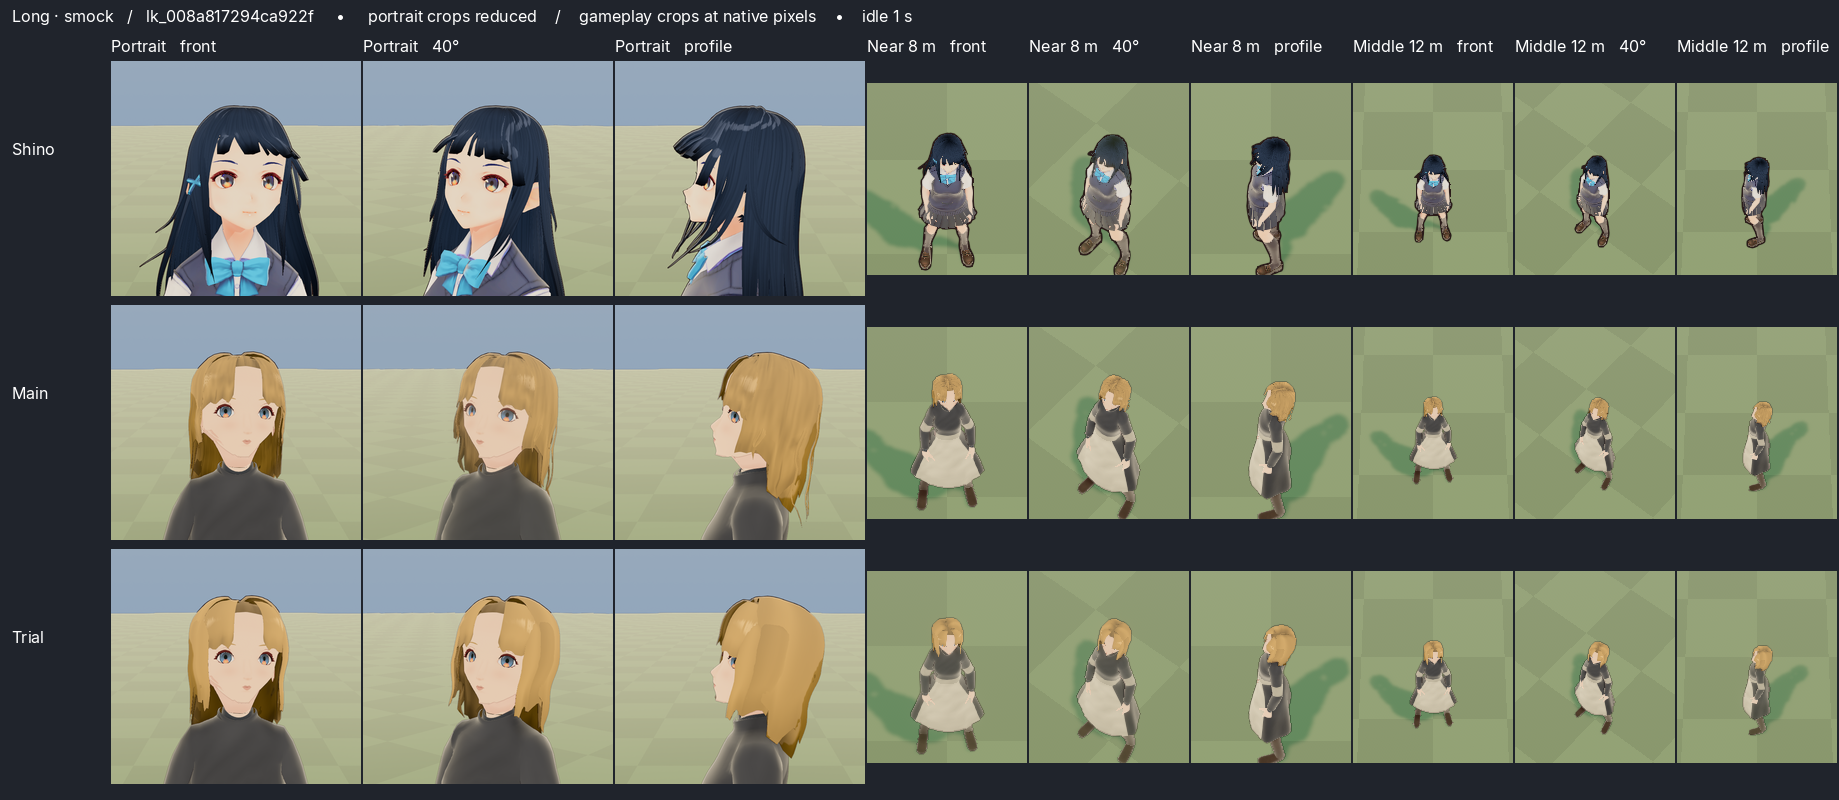 Long · smock / lk_008a817294ca922f • portrait crops reduced / gameplay crops at native pixels • idle 1 s
Portrait front Portrait 40° Portrait profile Near 8 m front Near 8 m 40° Near 8 m profile Middle 12 m front Middle 12 m 40° Middle 12 m profile
Shino
Main
Trial